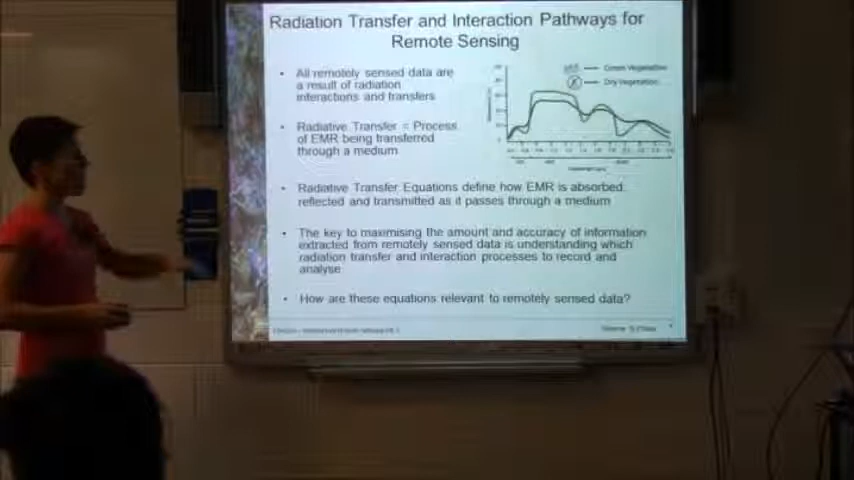 Radiation Transfer and Interaction Pathways for
Remote Sensing
• All remotely sensed data are
a result of radiation
interactions and transfers
• Radiative Transfer = Process
of EMR being transferred
through a medium
Green Vegetation
Dry Vegetation
• Radiative Transfer Equations define how EMR is absorbed,
reflected and transmitted as it passes through a medium
• The key to maximising the amount and accuracy of information
extracted from remotely sensed data is understanding which
radiation transfer and interaction processes to record and
analyse
• How are these equations relevant to remotely sensed data?